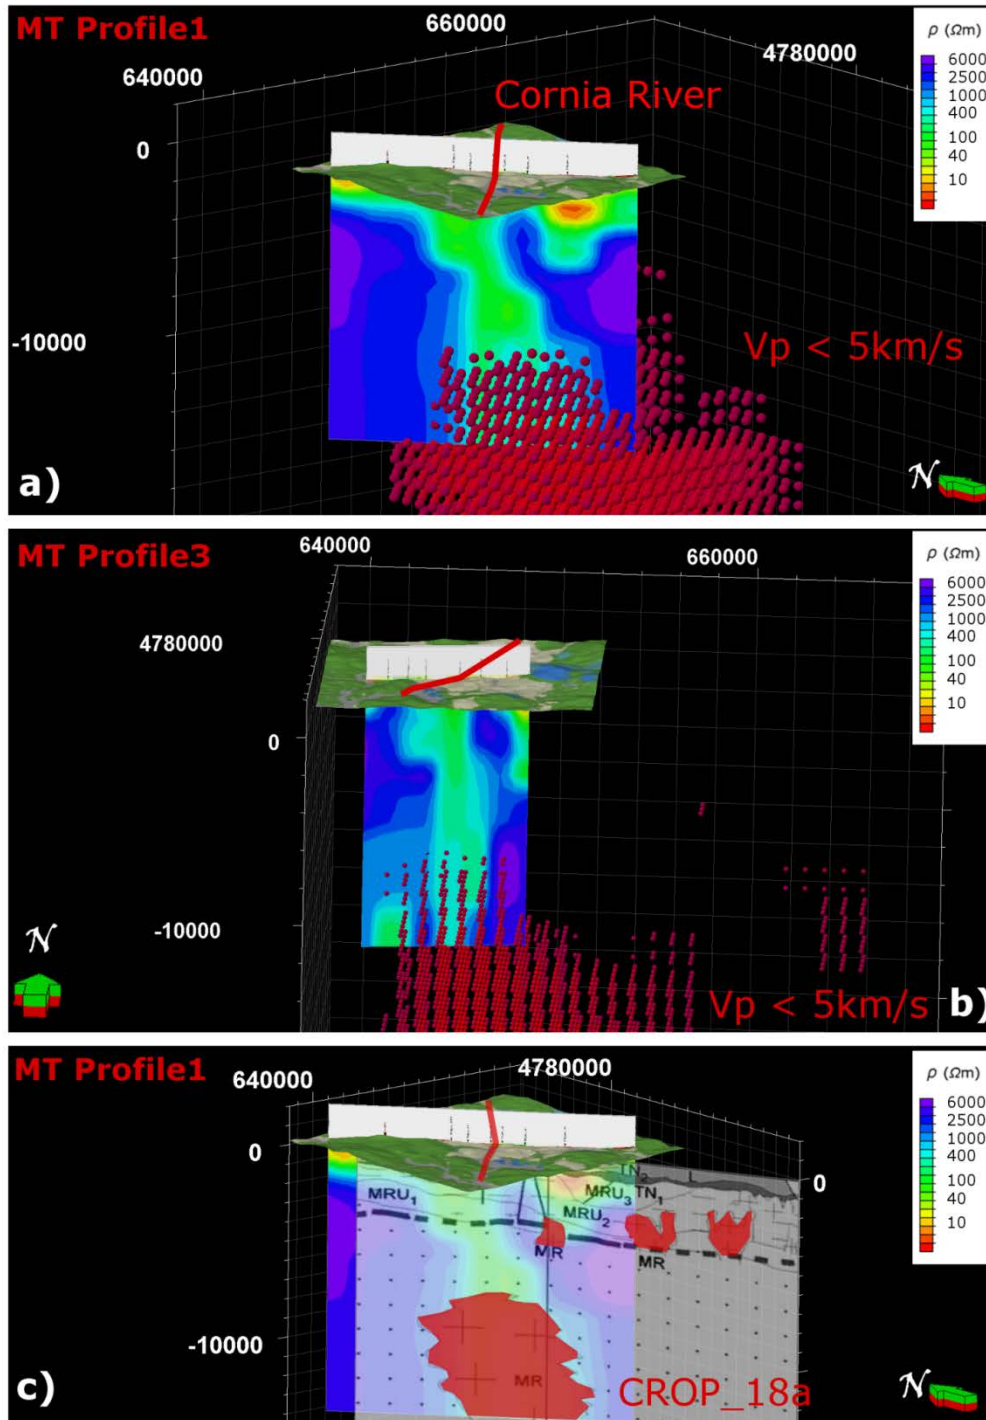 MT Profile1
640000
660000
4780000
ρ (Ωm)
6000
2500
1000
400
100
40
10
Cornia River
0
-10000
Vp < 5km/s
N
a)
MT Profile3
640000
660000
4780000
ρ (Ωm)
6000
2500
1000
400
100
40
10
0
-10000
N
Vp < 5km/s
b)
MT Profile1
640000
4780000
ρ (Ωm)
6000
2500
1000
400
100
40
10
0
0
TN₂
L
MRU₁
MRU₃
TN₁
MRU₂
MR
MR
-10000
MR
CROP_18a
N
c)